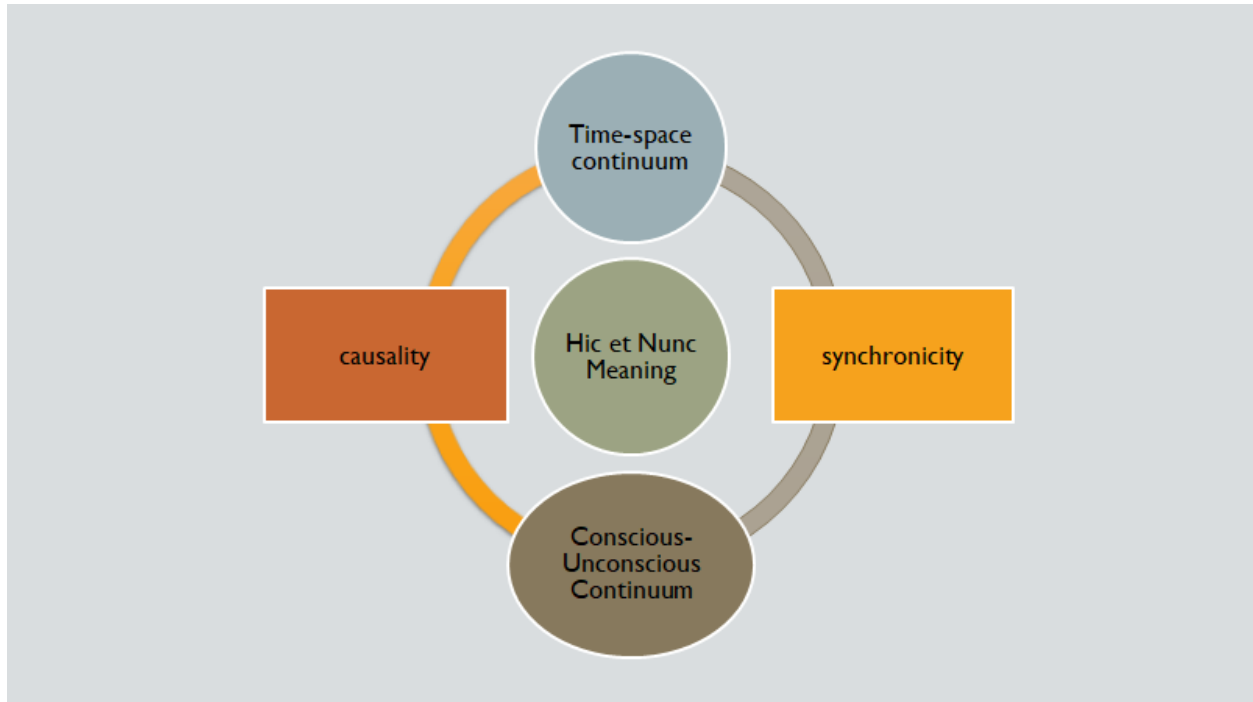 Time-space
continuum
causality
Hic et Nunc
Meaning
synchronicity
Conscious-
Unconscious
Continuum